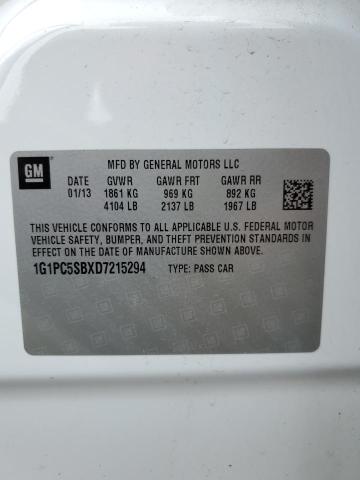 GM
MFD BY GENERAL MOTORS LLC
DATE GVWR GAWR FRT GAWR RR
01/13 1861 KG 969 KG 892 KG
4104 LB 2137 LB 1967 LB
THIS VEHICLE CONFORMS TO ALL APPLICABLE U.S. FEDERAL MOTOR
VEHICLE SAFETY, BUMPER, AND THEFT PREVENTION STANDARDS IN
EFFECT ON THE DATE OF MANUFACTURE SHOWN ABOVE.
1G1PC5SBXD7215294 TYPE: PASS CAR